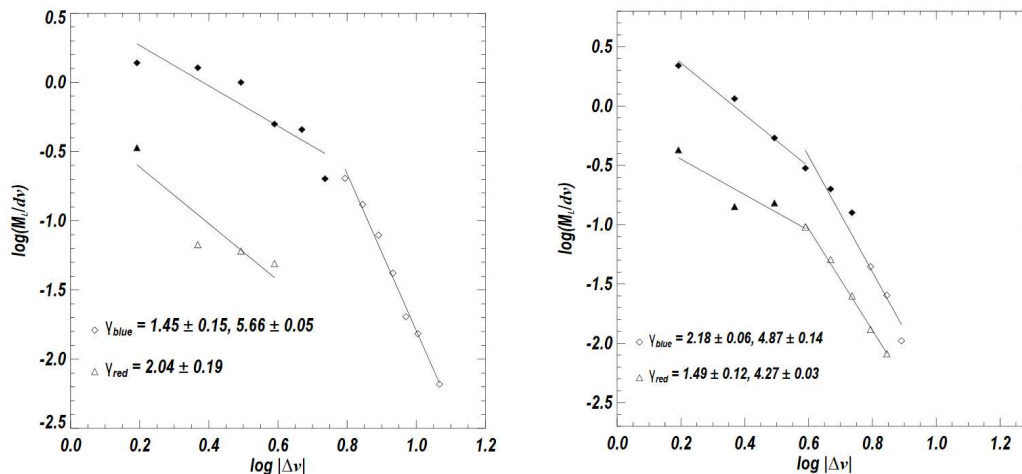 0.5
0.0
-0.5
-1.0
-1.5
-2.0
-2.5
log(M_i/dv)
◇ γ_blue = 1.45 ± 0.15, 5.66 ± 0.05
△ γ_red = 2.04 ± 0.19
0.0 0.2 0.4 0.6 0.8 1.0 1.2
log |Δv|
0.5
0.0
-0.5
-1.0
-1.5
-2.0
-2.5
log(M_i/dv)
◇ γ_blue = 2.18 ± 0.06, 4.87 ± 0.14
△ γ_red = 1.49 ± 0.12, 4.27 ± 0.03
0.0 0.2 0.4 0.6 0.8 1.0 1.2
log |Δv|